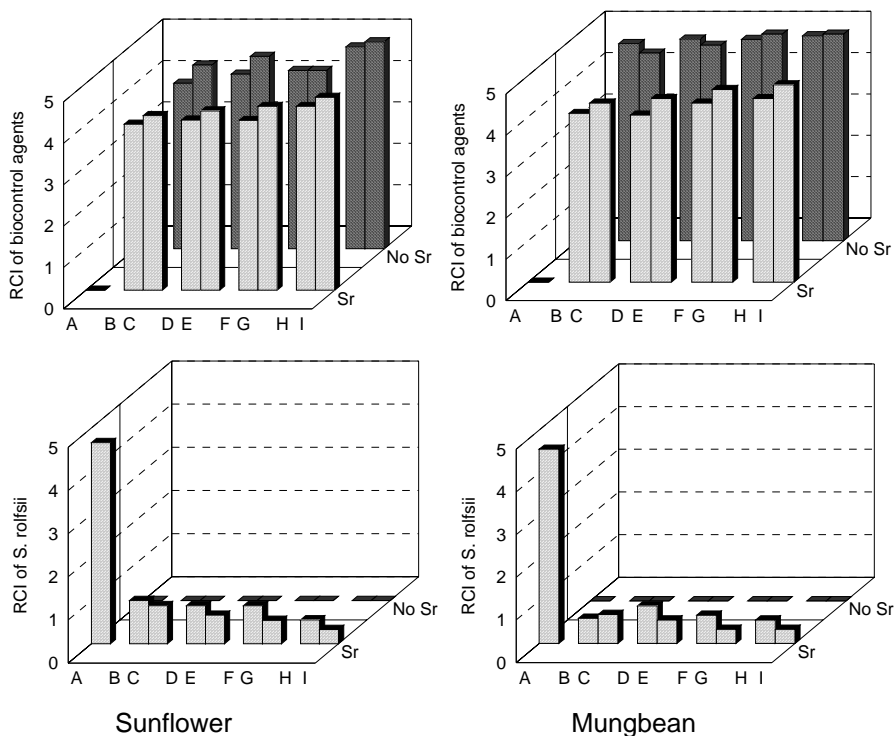 RCI of biocontrol agents
5
4
3
2
1
0
A B C D E F G H I
Sr
No Sr
RCI of biocontrol agents
5
4
3
2
1
0
A B C D E F G H I
Sr
No Sr
RCI of S. rolfsii
5
4
3
2
1
0
A B C D E F G H I
Sr
No Sr
Sunflower
RCI of S. rolfsii
5
4
3
2
1
0
A B C D E F G H I
Sr
No Sr
Mungbean